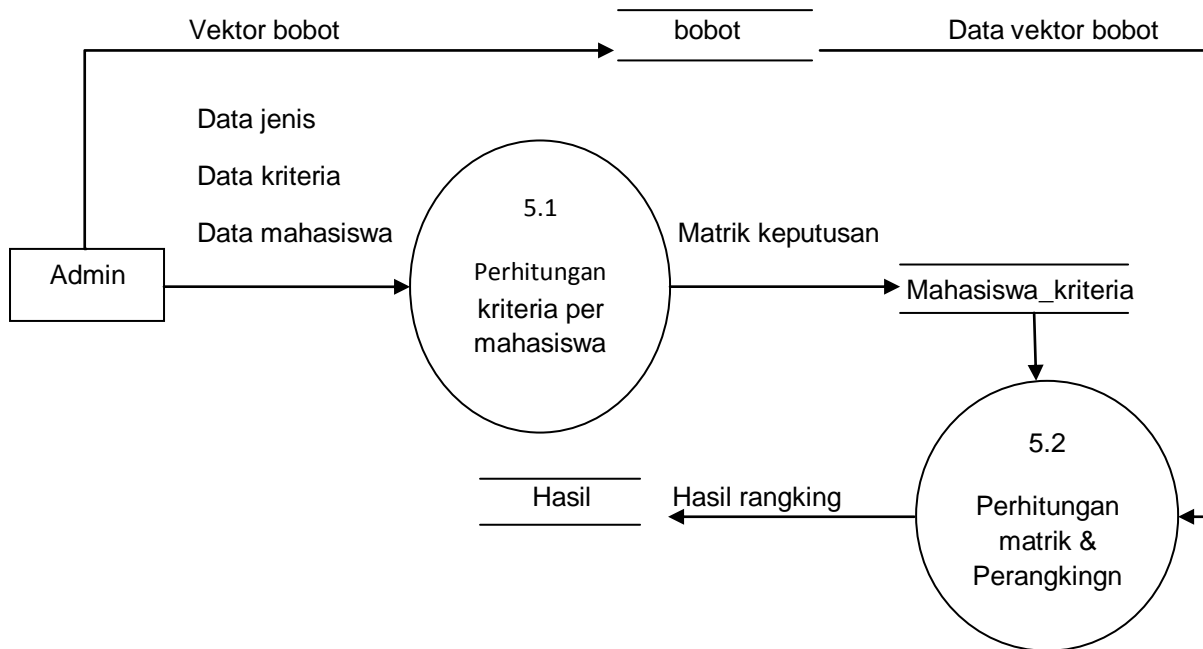 Vektor bobot
bobot
Data vektor bobot
Data jenis
Data kriteria
Data mahasiswa
Admin
5.1
Perhitungan
kriteria per
mahasiswa
Matrik keputusan
Mahasiswa_kriteria
5.2
Perhitungan
matrik &
Perangkingn
Hasil rangking
Hasil